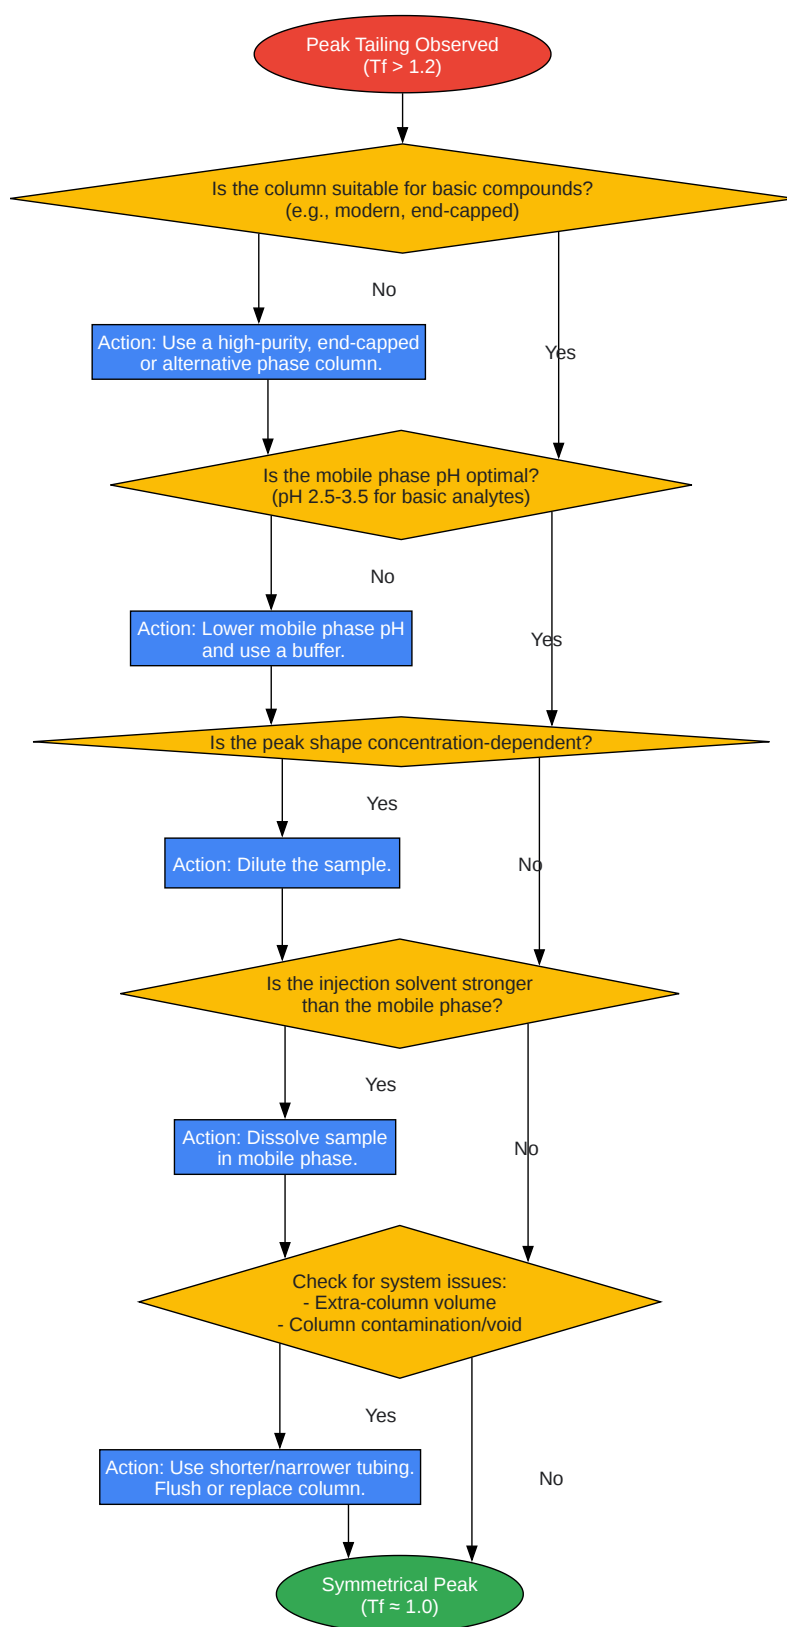 Peak Tailing Observed
(Tf > 1.2)
Is the column suitable for basic compounds?
(e.g., modern, end-capped)
No
Action: Use a high-purity, end-capped
or alternative phase column.
Yes
Is the mobile phase pH optimal?
(pH 2.5-3.5 for basic analytes)
No
Action: Lower mobile phase pH
and use a buffer.
Yes
Is the peak shape concentration-dependent?
Yes
Action: Dilute the sample.
No
Is the injection solvent stronger
than the mobile phase?
Yes
Action: Dissolve sample
in mobile phase.
No
Check for system issues:
- Extra-column volume
- Column contamination/void
Yes
Action: Use shorter/narrower tubing.
Flush or replace column.
No
Symmetrical Peak
(Tf ≈ 1.0)